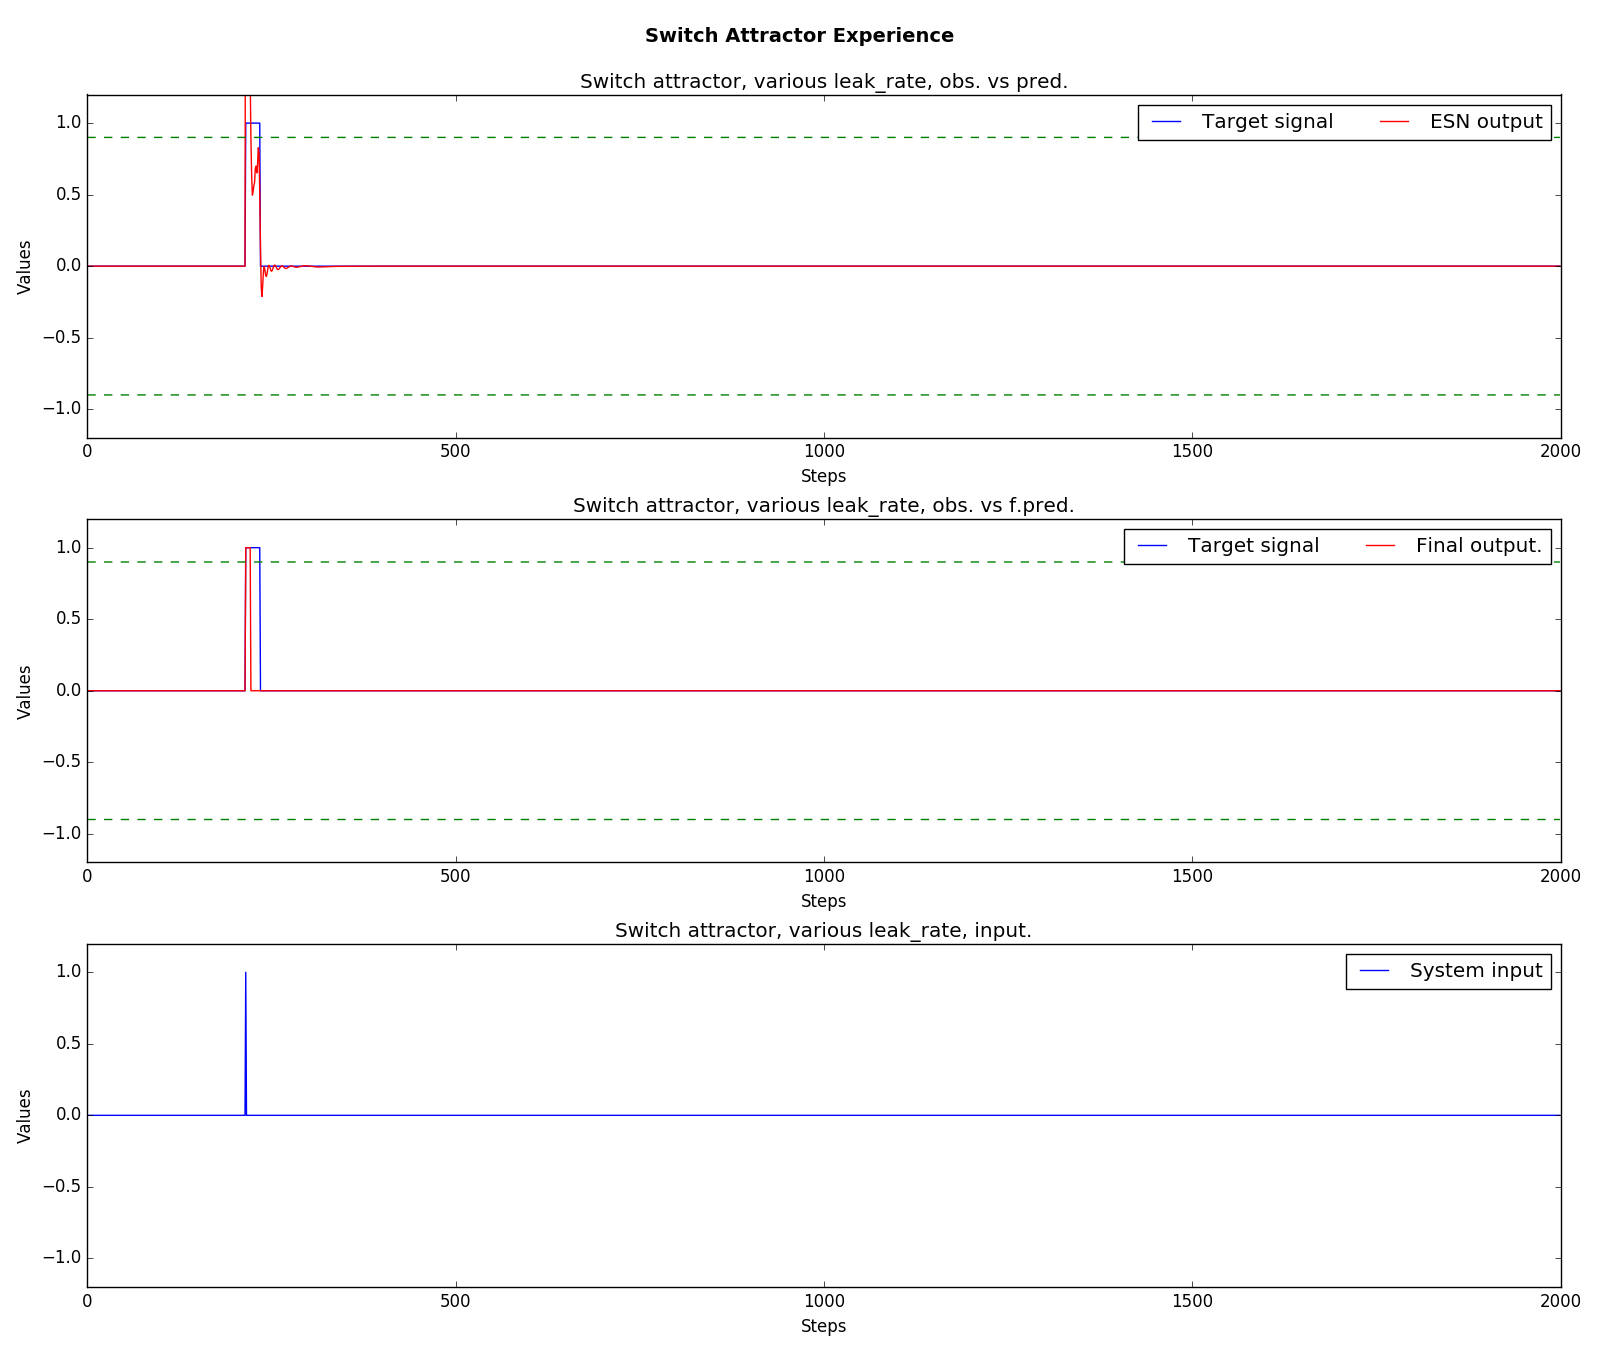 Switch Attractor Experience
Switch attractor, various leak_rate, obs. vs pred.
Target signal ESN output
1.0
0.5
0.0
−0.5
−1.0
Values
0 500 1000 1500 2000
Steps
Switch attractor, various leak_rate, obs. vs f.pred.
Target signal Final output.
1.0
0.5
0.0
−0.5
−1.0
Values
0 500 1000 1500 2000
Steps
Switch attractor, various leak_rate, input.
System input
1.0
0.5
0.0
−0.5
−1.0
Values
0 500 1000 1500 2000
Steps